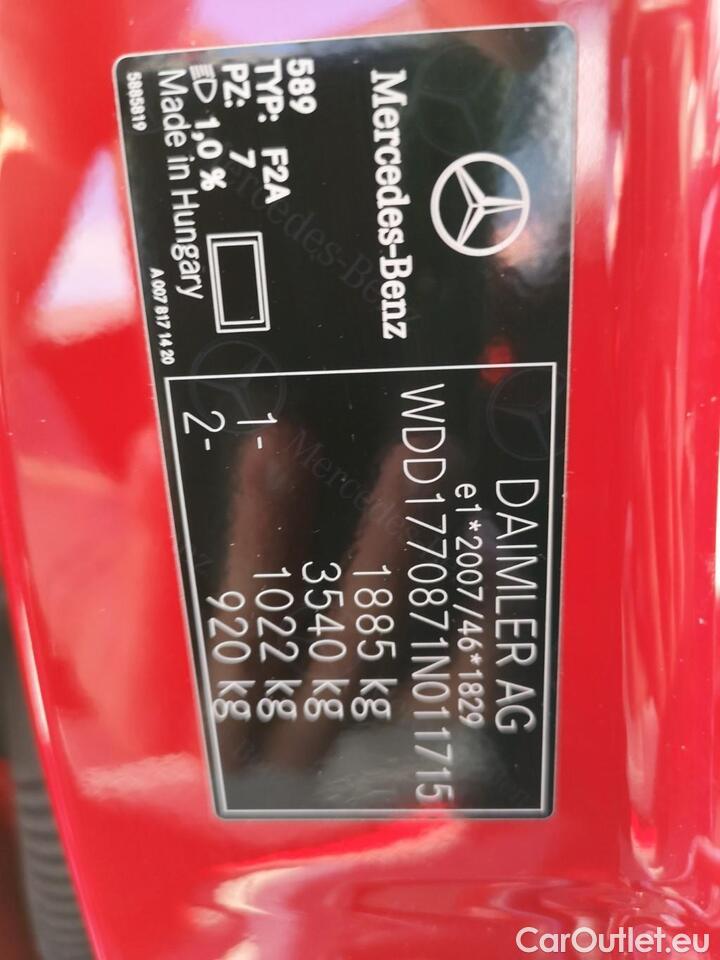 Mercedes-Benz
589
TYP: F2A
PZ: 7
1,0 %
Made in Hungary
5885819
A 007 817 14 20
DAIMLER AG
e1*2007/46*1829
WDD1770871N011715
1885 kg
3540 kg
1- 1022 kg
2- 920 kg
CarOutlet.eu